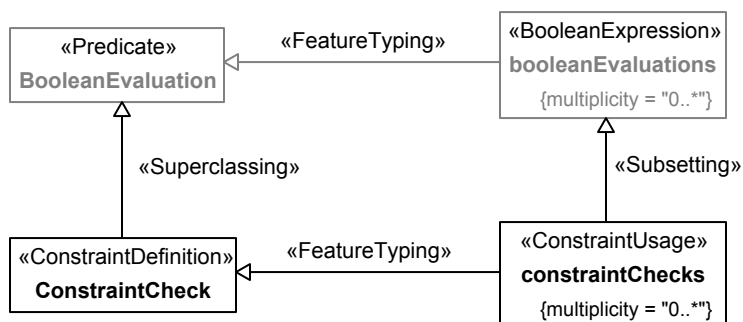 «Predicate»
BooleanEvaluation
«FeatureTyping»
«BooleanExpression»
booleanEvaluations
{multiplicity = "0..*"}
«Superclassing»
«Subsetting»
«ConstraintDefinition»
ConstraintCheck
«FeatureTyping»
«ConstraintUsage»
constraintChecks
{multiplicity = "0..*"}